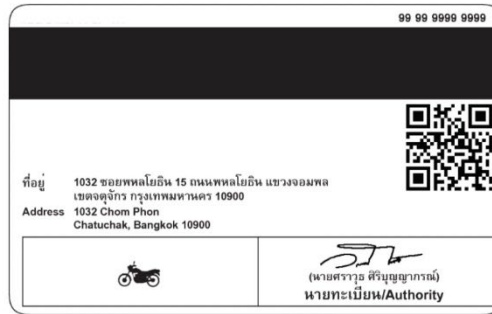 99 99 9999 9999
ที่อยู่ 1032 ซอยพหลโยธิน 15 ถนนพหลโยธิน แขวงจอมพล
เขตจตุจักร กรุงเทพมหานคร 10900
Address 1032 Chom Phon
Chatuchak, Bangkok 10900
(นายศราวุธ ศิริบุญญาภรณ์)
นายทะเบียน/Authority